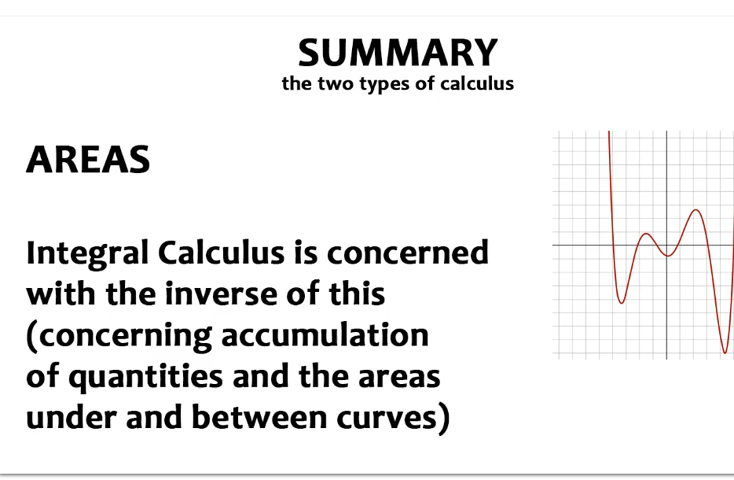 SUMMARY
the two types of calculus
AREAS
Integral Calculus is concerned
with the inverse of this
(concerning accumulation
of quantities and the areas
under and between curves)